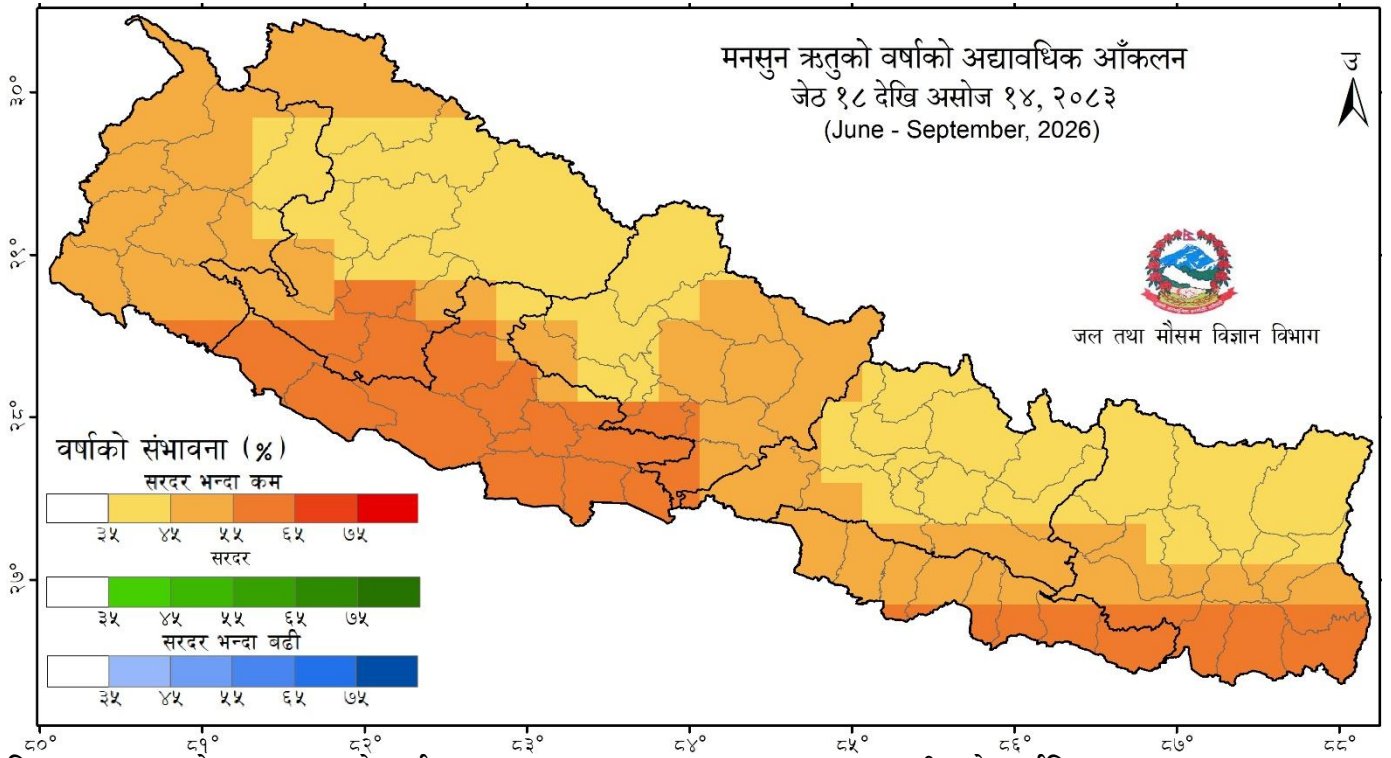 मनसुन ऋतुको वर्षाको अद्यावधिक आँकलन
जेठ १८ देखि असोज १४, २०८३
(June - September, 2026)
उ
जल तथा मौसम विज्ञान विभाग
३०°
२९°
२८°
२७°
वर्षाको संभावना (%)
सरदर भन्दा कम
३५ ४५ ५५ ६५ ७५
सरदर
३५ ४५ ५५ ६५ ७५
सरदर भन्दा बढी
३५ ४५ ५५ ६५ ७५
८०° ८१° ८२° ८३° ८४° ८५° ८६° ८७° ८८°